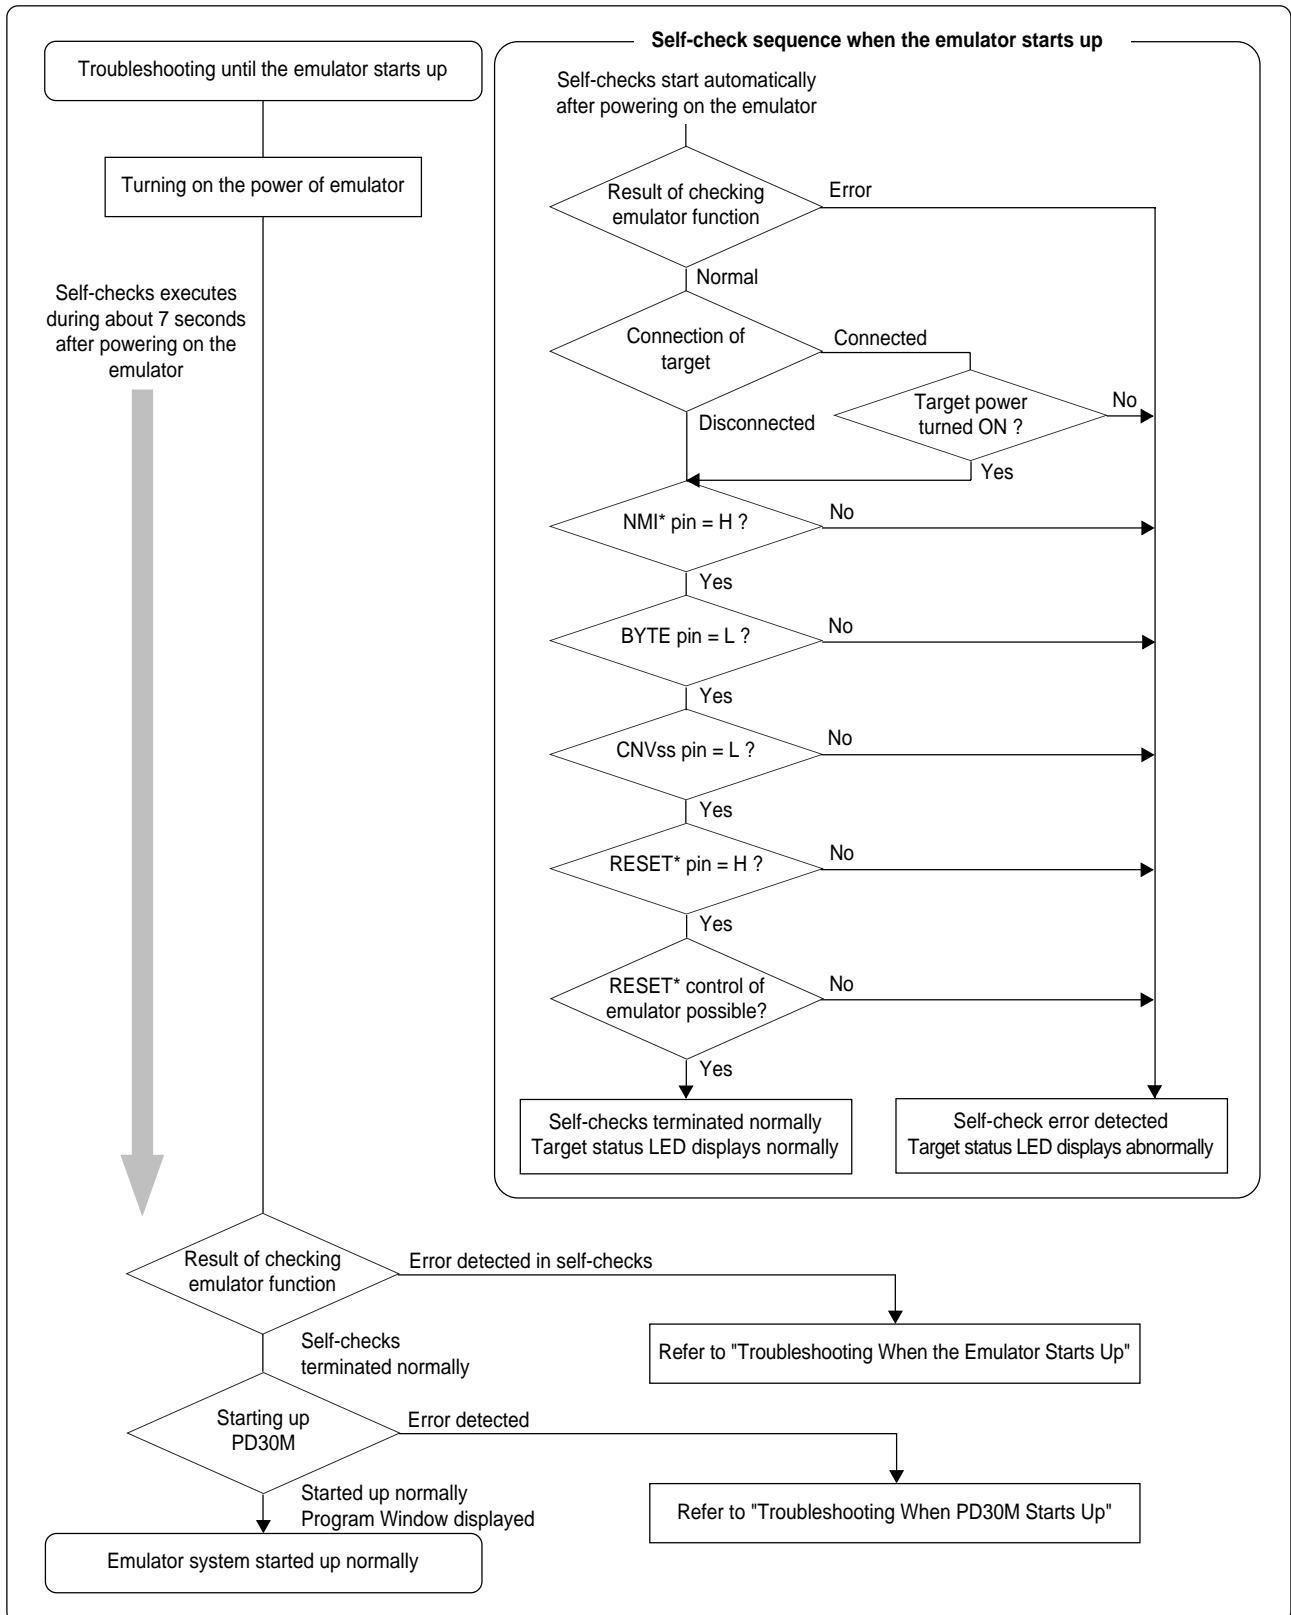 Troubleshooting until the emulator starts up
Turning on the power of emulator
Self-checks executes
during about 7 seconds
after powering on the
emulator
Self-check sequence when the emulator starts up
Self-checks start automatically
after powering on the emulator
Result of checking
emulator function
Error
Normal
Connection of
target
Connected
Target power
turned ON ?
No
Disconnected
Yes
NMI* pin = H ?
No
Yes
BYTE pin = L ?
No
Yes
CNVss pin = L ?
No
Yes
RESET* pin = H ?
No
Yes
RESET* control of
emulator possible?
No
Yes
Self-checks terminated normally
Target status LED displays normally
Self-check error detected
Target status LED displays abnormally
Result of checking
emulator function
Error detected in self-checks
Refer to "Troubleshooting When the Emulator Starts Up"
Self-checks
terminated normally
Starting up
PD30M
Error detected
Refer to "Troubleshooting When PD30M Starts Up"
Started up normally
Program Window displayed
Emulator system started up normally